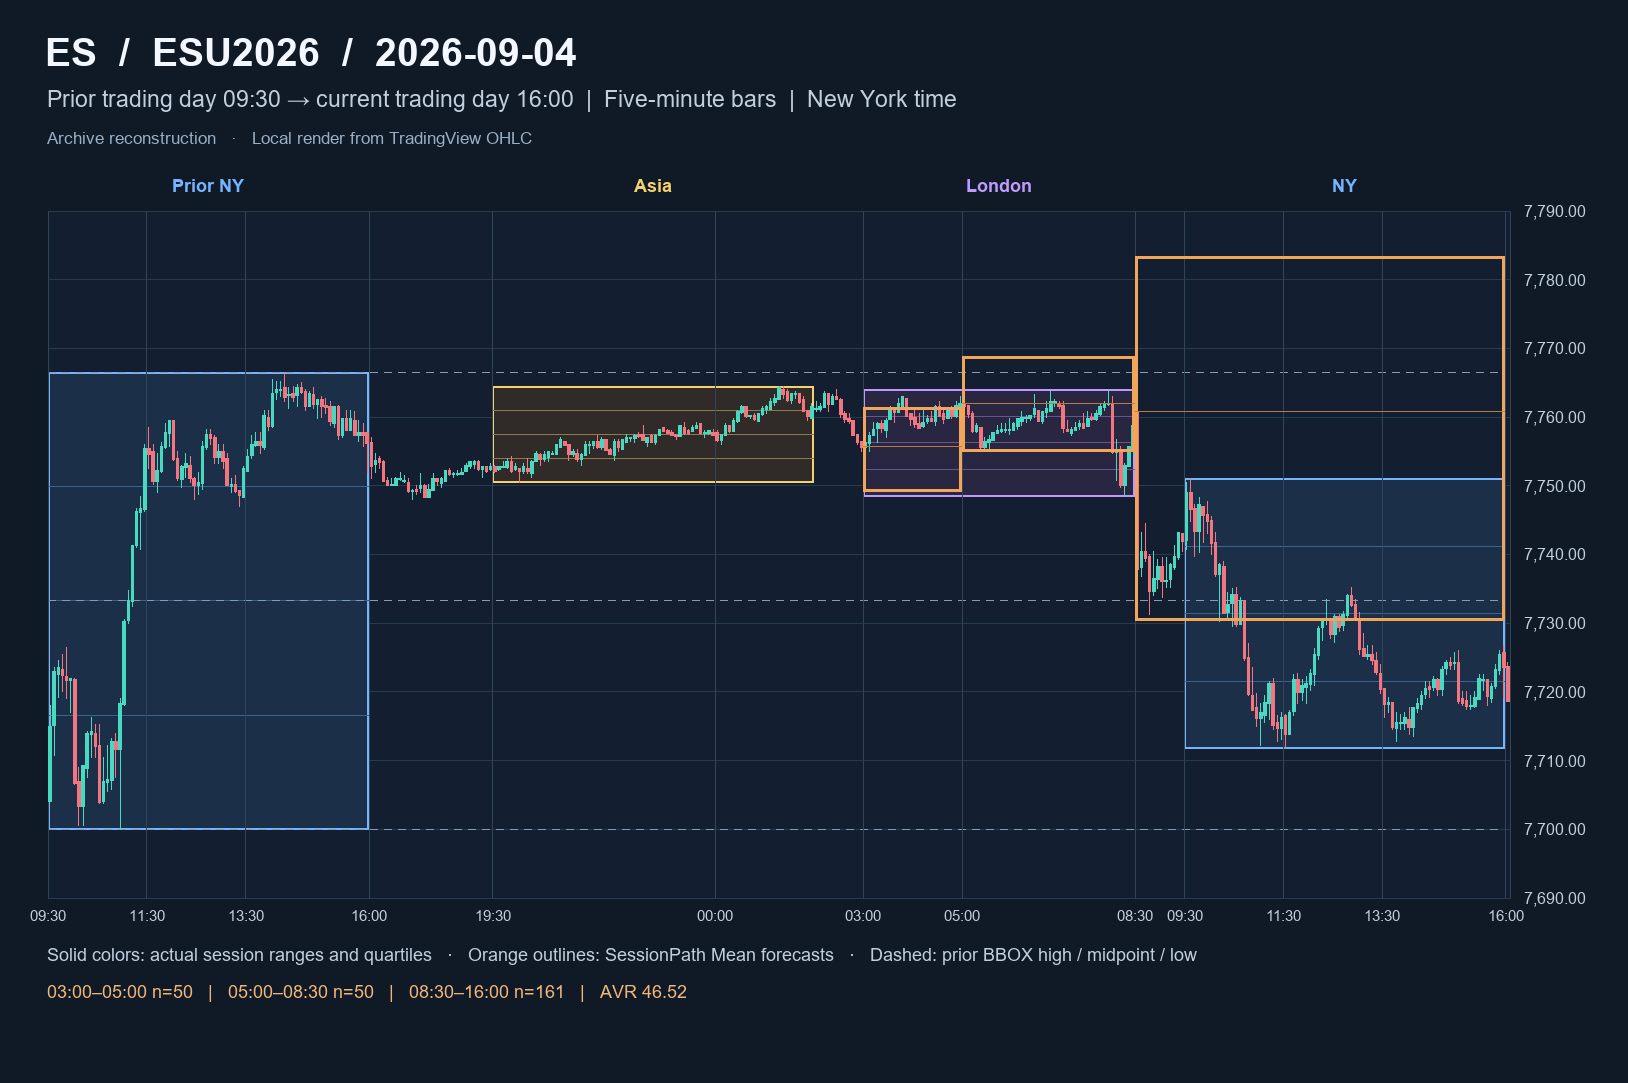 ES / ESU2026 / 2026-09-04
Prior trading day 09:30 → current trading day 16:00 | Five-minute bars | New York time
Archive reconstruction · Local render from TradingView OHLC
Prior NY Asia London NY
7,790.00
7,780.00
7,770.00
7,760.00
7,750.00
7,740.00
7,730.00
7,720.00
7,710.00
7,700.00
7,690.00
09:30 11:30 13:30 16:00 19:30 00:00 03:00 05:00 08:30 09:30 11:30 13:30 16:00
Solid colors: actual session ranges and quartiles · Orange outlines: SessionPath Mean forecasts · Dashed: prior BBOX high / midpoint / low
03:00–05:00 n=50 | 05:00–08:30 n=50 | 08:30–16:00 n=161 | AVR 46.52